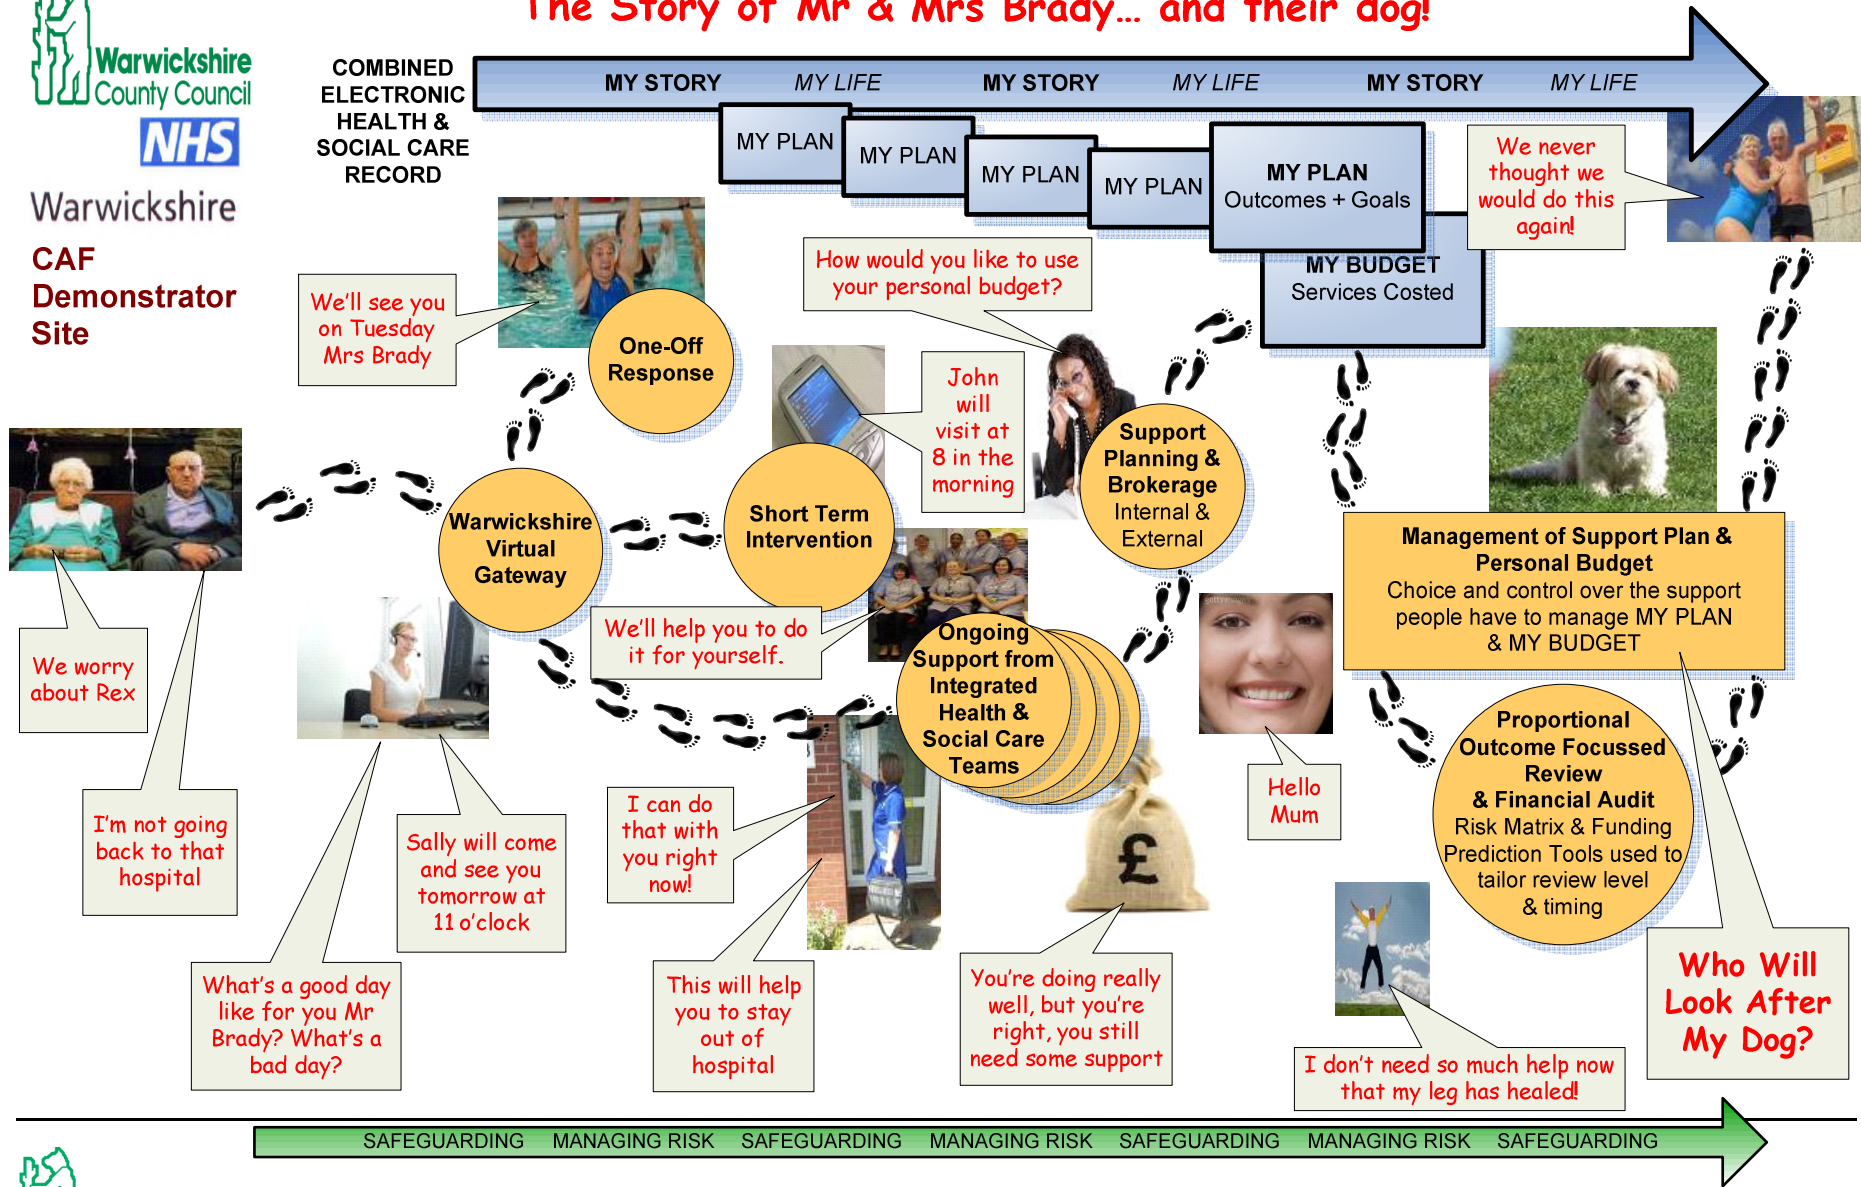 The Story of Mr & Mrs Brady... and their dog!
Warwickshire
County Council
NHS
Warwickshire
CAF
Demonstrator
Site
COMBINED
ELECTRONIC
HEALTH &
SOCIAL CARE
RECORD
MY STORY MY LIFE MY STORY MY LIFE MY STORY MY LIFE
MY PLAN
MY PLAN
MY PLAN
MY PLAN
MY PLAN
Outcomes + Goals
MY BUDGET
Services Costed
We never
thought we
would do this
again!
How would you like to use
your personal budget?
We'll see you
on Tuesday
Mrs Brady
One-Off
Response
John
will
visit at
8 in the
morning
Support
Planning &
Brokerage
Internal &
External
Warwickshire
Virtual
Gateway
Short Term
Intervention
Management of Support Plan &
Personal Budget
Choice and control over the support
people have to manage MY PLAN
& MY BUDGET
We'll help you to do
it for yourself.
Ongoing
Support from
Integrated
Health &
Social Care
Teams
We worry
about Rex
I'm not going
back to that
hospital
Sally will come
and see you
tomorrow at
11 o'clock
What's a good day
like for you Mr
Brady? What's a
bad day?
I can do
that with
you right
now!
This will help
you to stay
out of
hospital
£
You're doing really
well, but you're
right, you still
need some support
Hello
Mum
Proportional
Outcome Focussed
Review
& Financial Audit
Risk Matrix & Funding
Prediction Tools used to
tailor review level
& timing
I don't need so much help now
that my leg has healed!
Who Will
Look After
My Dog?
SAFEGUARDING MANAGING RISK SAFEGUARDING MANAGING RISK SAFEGUARDING MANAGING RISK SAFEGUARDING